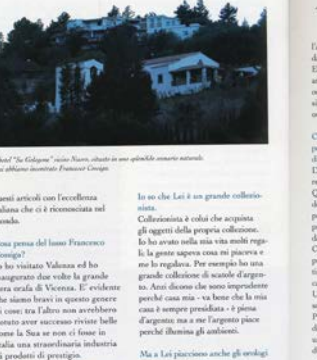 hotel "Su Gologone" vicino Nuoro, situato in uno splendido scenario naturale.
abbiamo incontrato Francesco Cossiga.
uesti articoli con l'eccellenza
aliana che ci è riconosciuta nel
ondo.
osa pensa del lusso Francesco
ossiga?
ho visitato Valenza ed ho
augurato due volte la grande
era orafa di Vicenza. E' evidente
he siamo bravi in questo genere
i cose: tra l'altro non avrebbero
otuto aver successo riviste belle
ome la Sua se non ci fosse in
talia una straordinaria industria
i prodotti di prestigio.
Io so che Lei è un grande collezio-
nista.
Collezionista è colui che acquista
gli oggetti della propria collezione.
Io ho avuto nella mia vita molti rega-
li; la gente sapeva cosa mi piaceva e
me lo regalava. Per esempio ho una
grande collezione di scatole d'argen-
to. Anzi dicono che sono imprudente
perché casa mia - va bene che la mia
casa è sempre presidiata - è piena
d'argento; ma a me l'argento piace
perché illumina gli ambienti.
Ma a Lei piacciono anche gli orologi